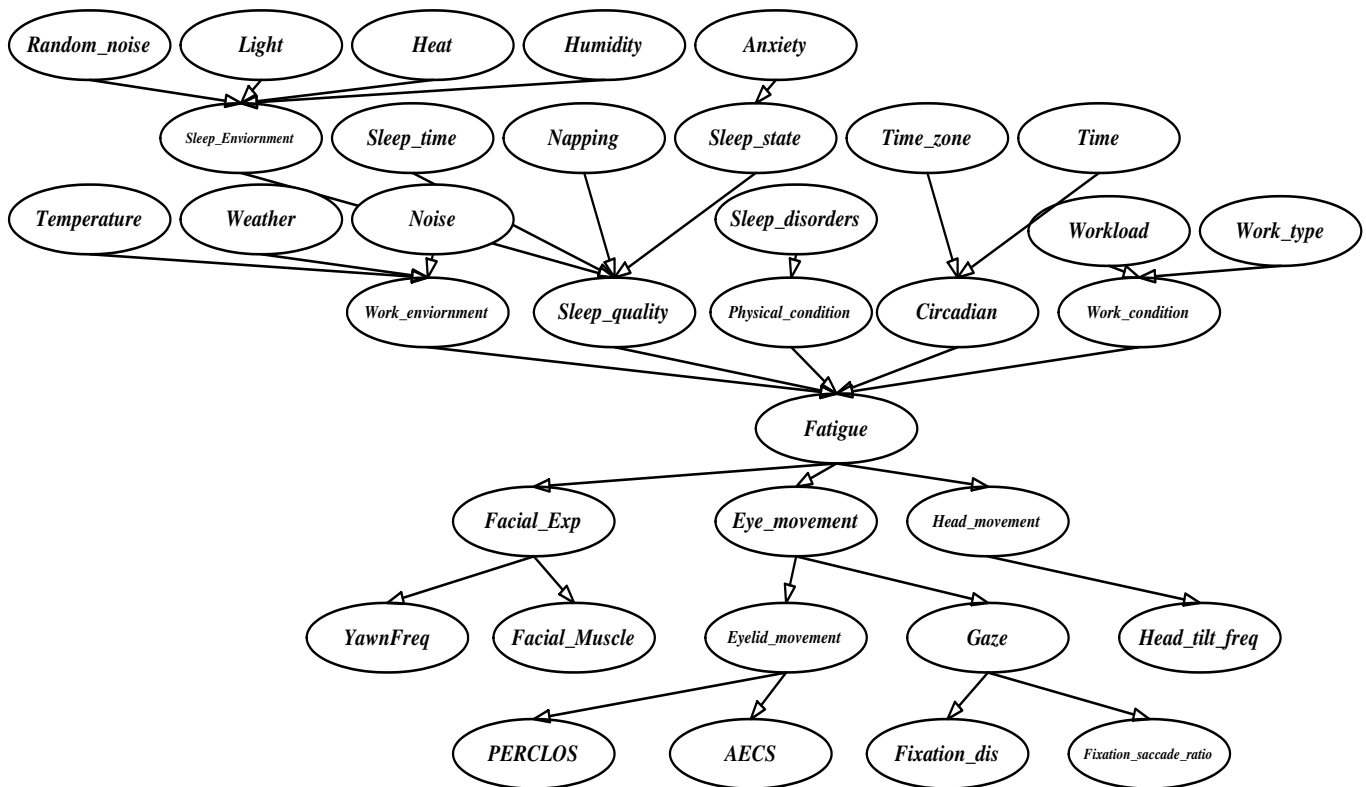 Random_noise
Light
Heat
Humidity
Anxiety
Sleep_Enviornment
Sleep_time
Napping
Sleep_state
Time_zone
Time
Temperature
Weather
Noise
Sleep_disorders
Workload
Work_type
Work_enviornment
Sleep_quality
Physical_condition
Circadian
Work_condition
Fatigue
Facial_Exp
Eye_movement
Head_movement
YawnFreq
Facial_Muscle
Eyelid_movement
Gaze
Head_tilt_freq
PERCLOS
AECS
Fixation_dis
Fixation_saccade_ratio